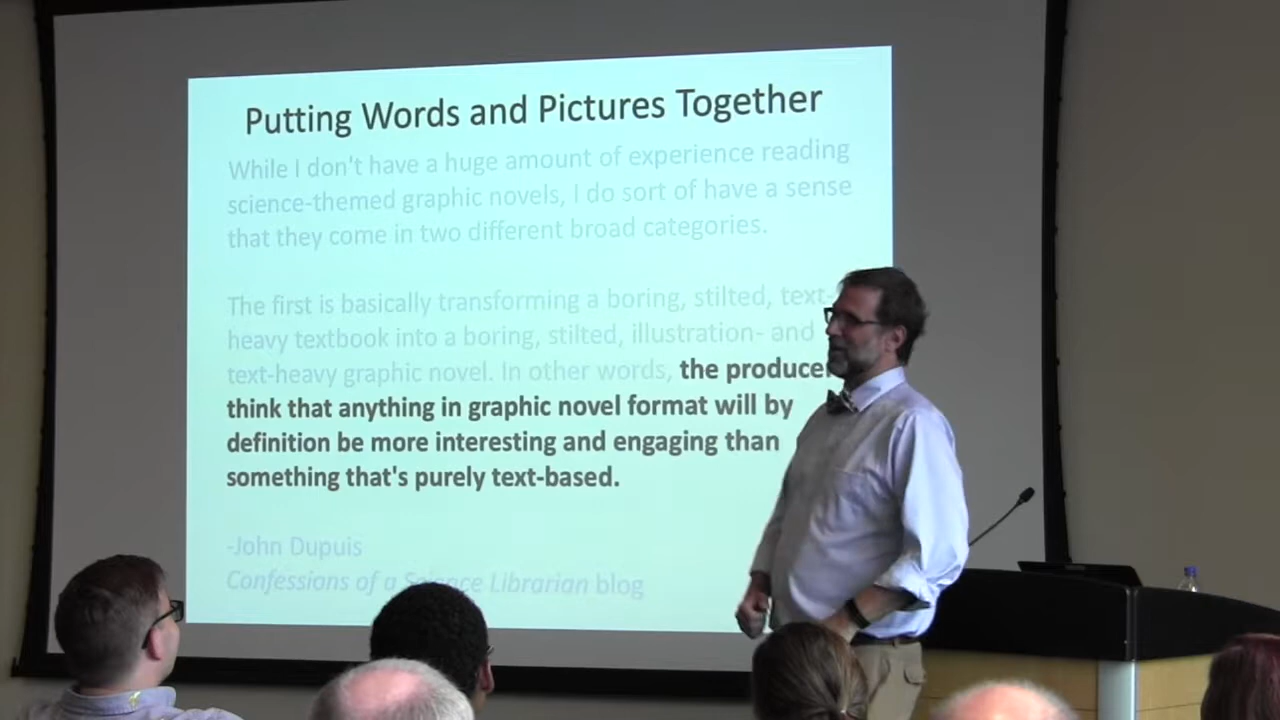 Putting Words and Pictures Together
While I don't have a huge amount of experience reading
science-themed graphic novels, I do sort of have a sense
that they come in two different broad categories.
The first is basically transforming a boring, stilted, text-
heavy textbook into a boring, stilted, illustration- and
text-heavy graphic novel. In other words, the producer
think that anything in graphic novel format will by
definition be more interesting and engaging than
something that's purely text-based.
-John Dupuis
Confessions of a Science Librarian blog